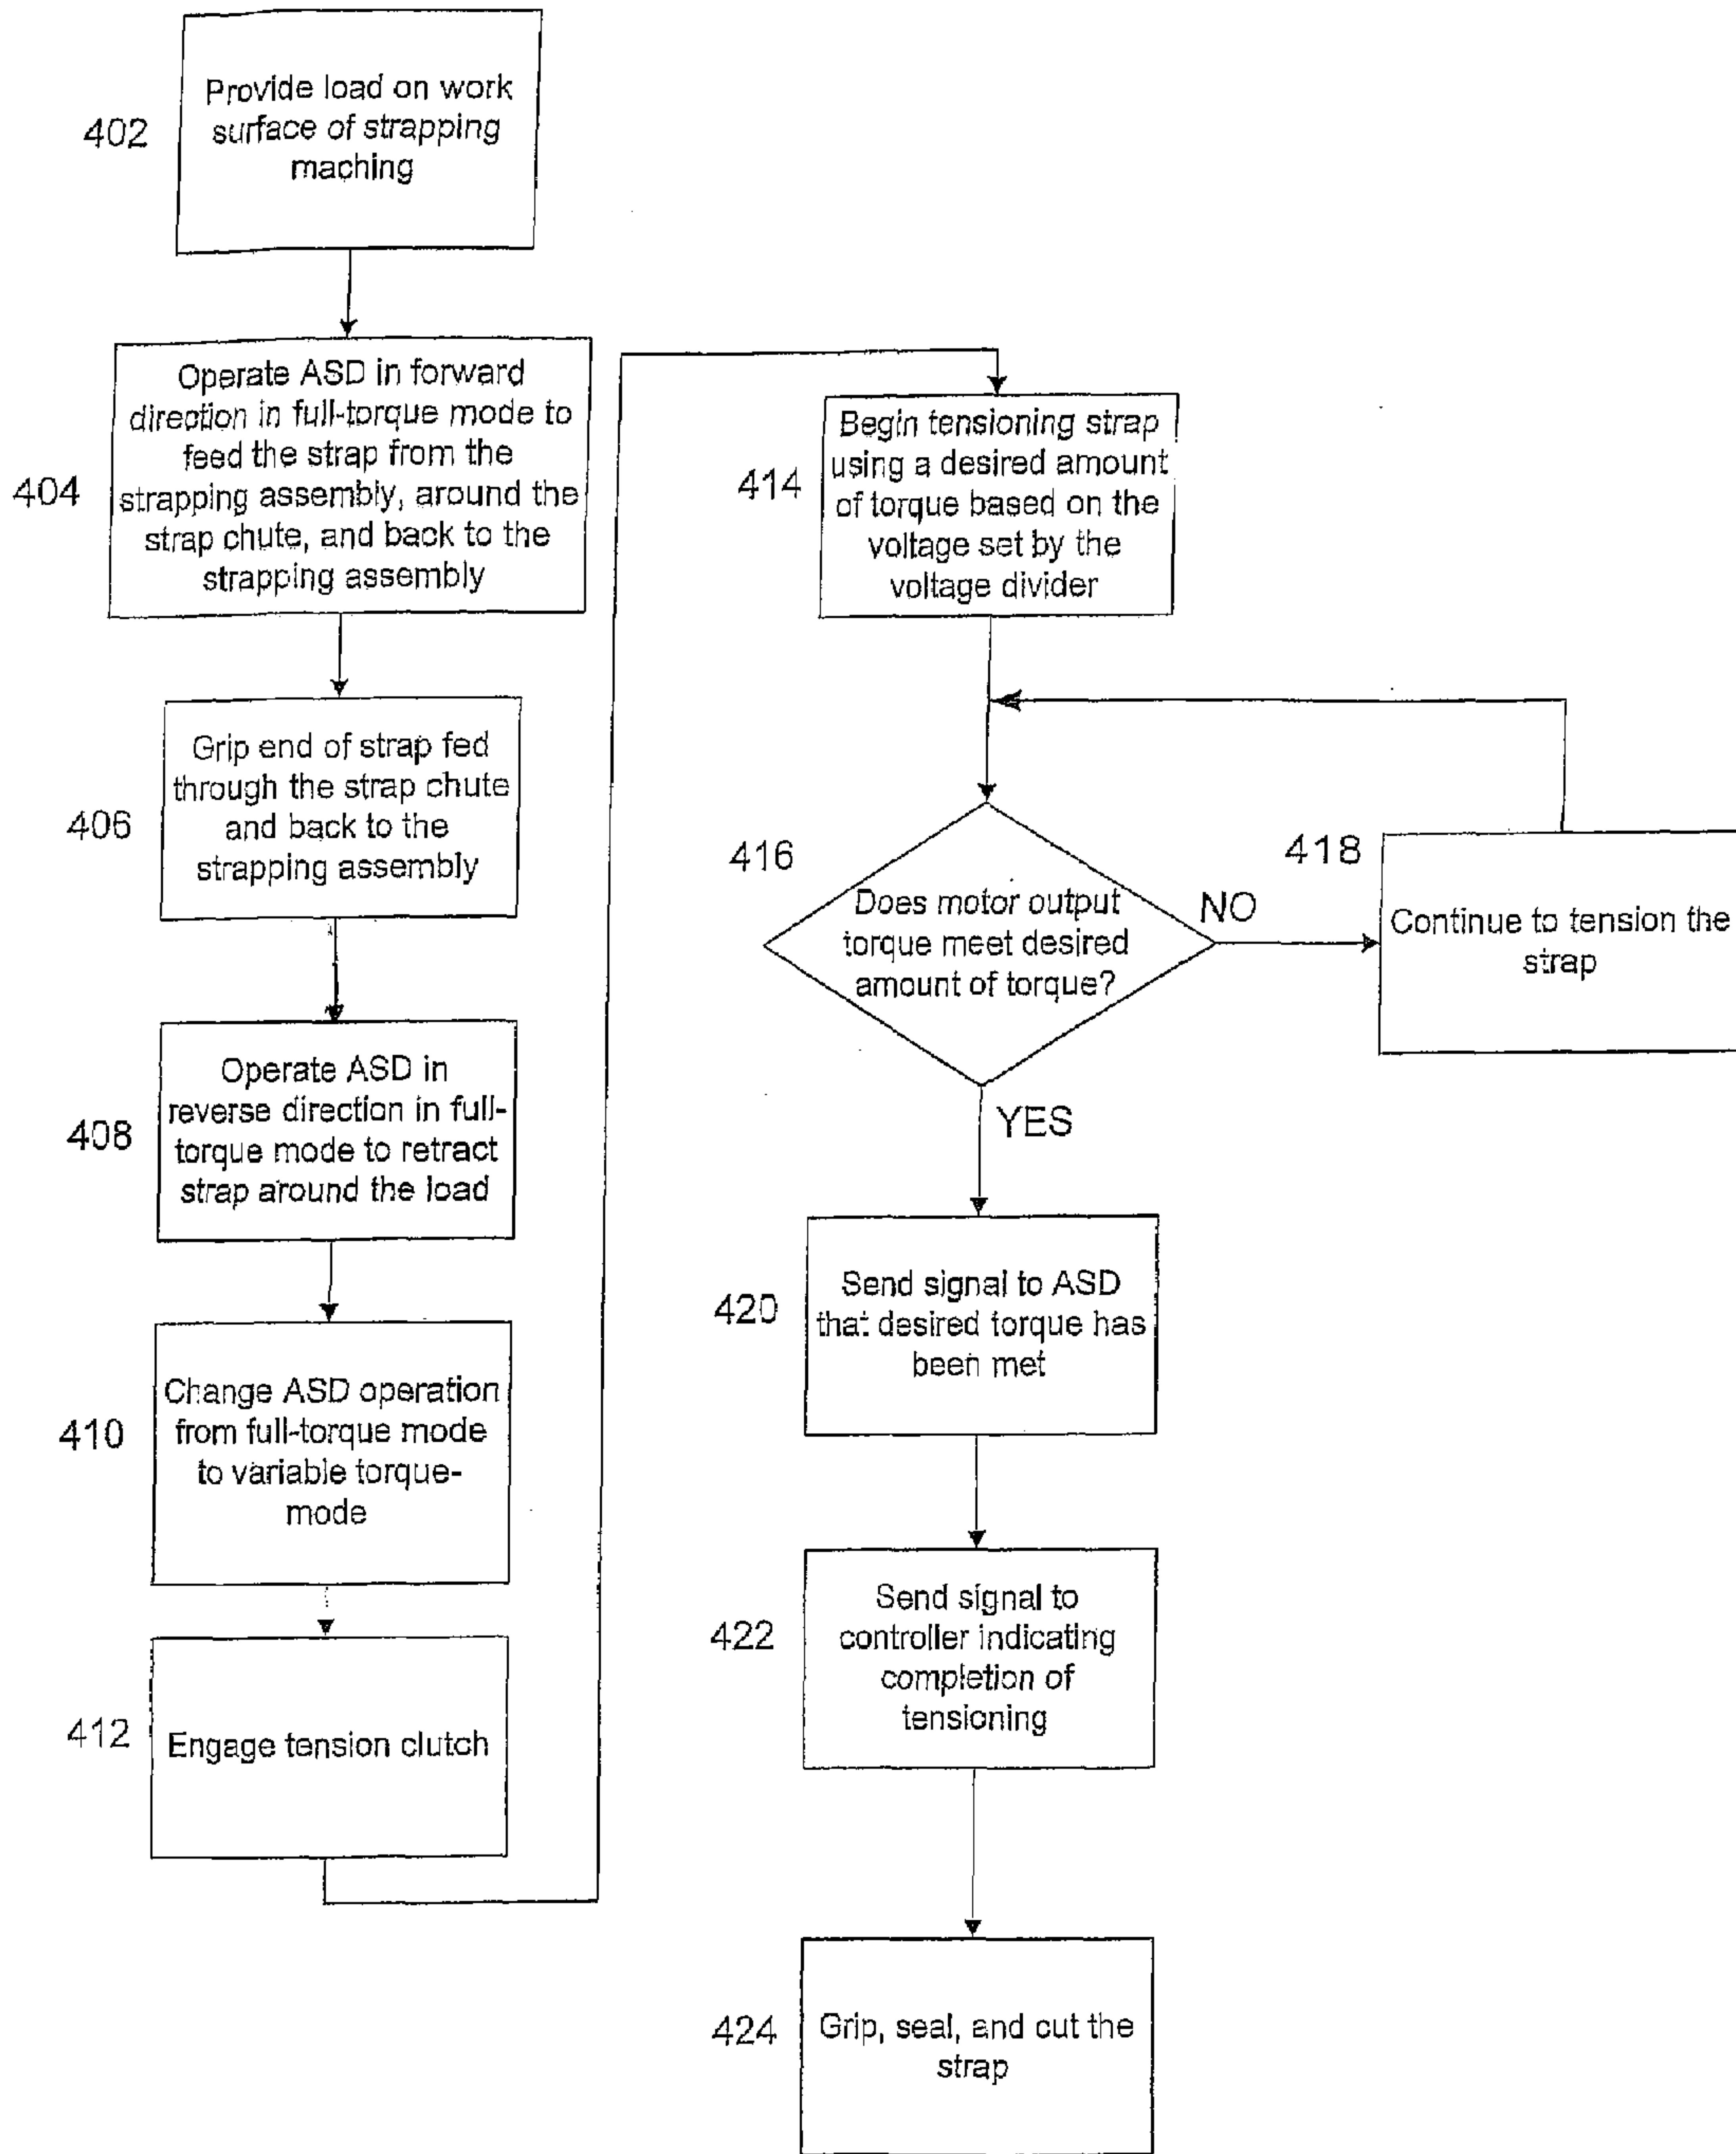 402
Provide load on work
surface of strapping
maching
404
Operate ASD in forward
direction in full-torque mode to
feed the strap from the
strapping assembly, around the
strap chute, and back to the
strapping assembly
406
Grip end of strap fed
through the strap chute
and back to the
strapping assembly
408
Operate ASD in
reverse direction in full-
torque mode to retract
strap around the load
410
Change ASD operation
from full-torque mode
to variable torque-
mode
412
Engage tension clutch
414
Begin tensioning strap
using a desired amount
of torque based on the
voltage set by the
voltage divider
416
Does motor output
torque meet desired
amount of torque?
NO
418
Continue to tension the
strap
YES
420
Send signal to ASD
that desired torque has
been met
422
Send signal to
controller indicating
completion of
tensioning
424
Grip, seal, and cut the
strap